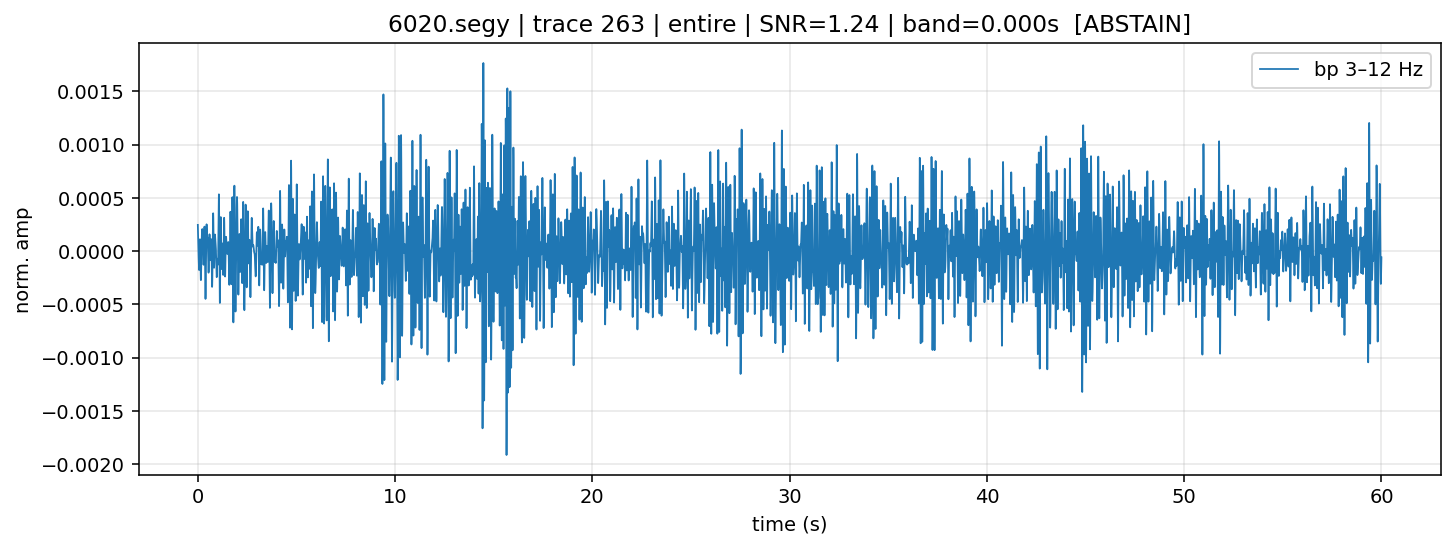 6020.segy | trace 263 | entire | SNR=1.24 | band=0.000s  [ABSTAIN]
bp 3–12 Hz
norm. amp
0.0015
0.0010
0.0005
0.0000
−0.0005
−0.0010
−0.0015
−0.0020
0 10 20 30 40 50 60
time (s)